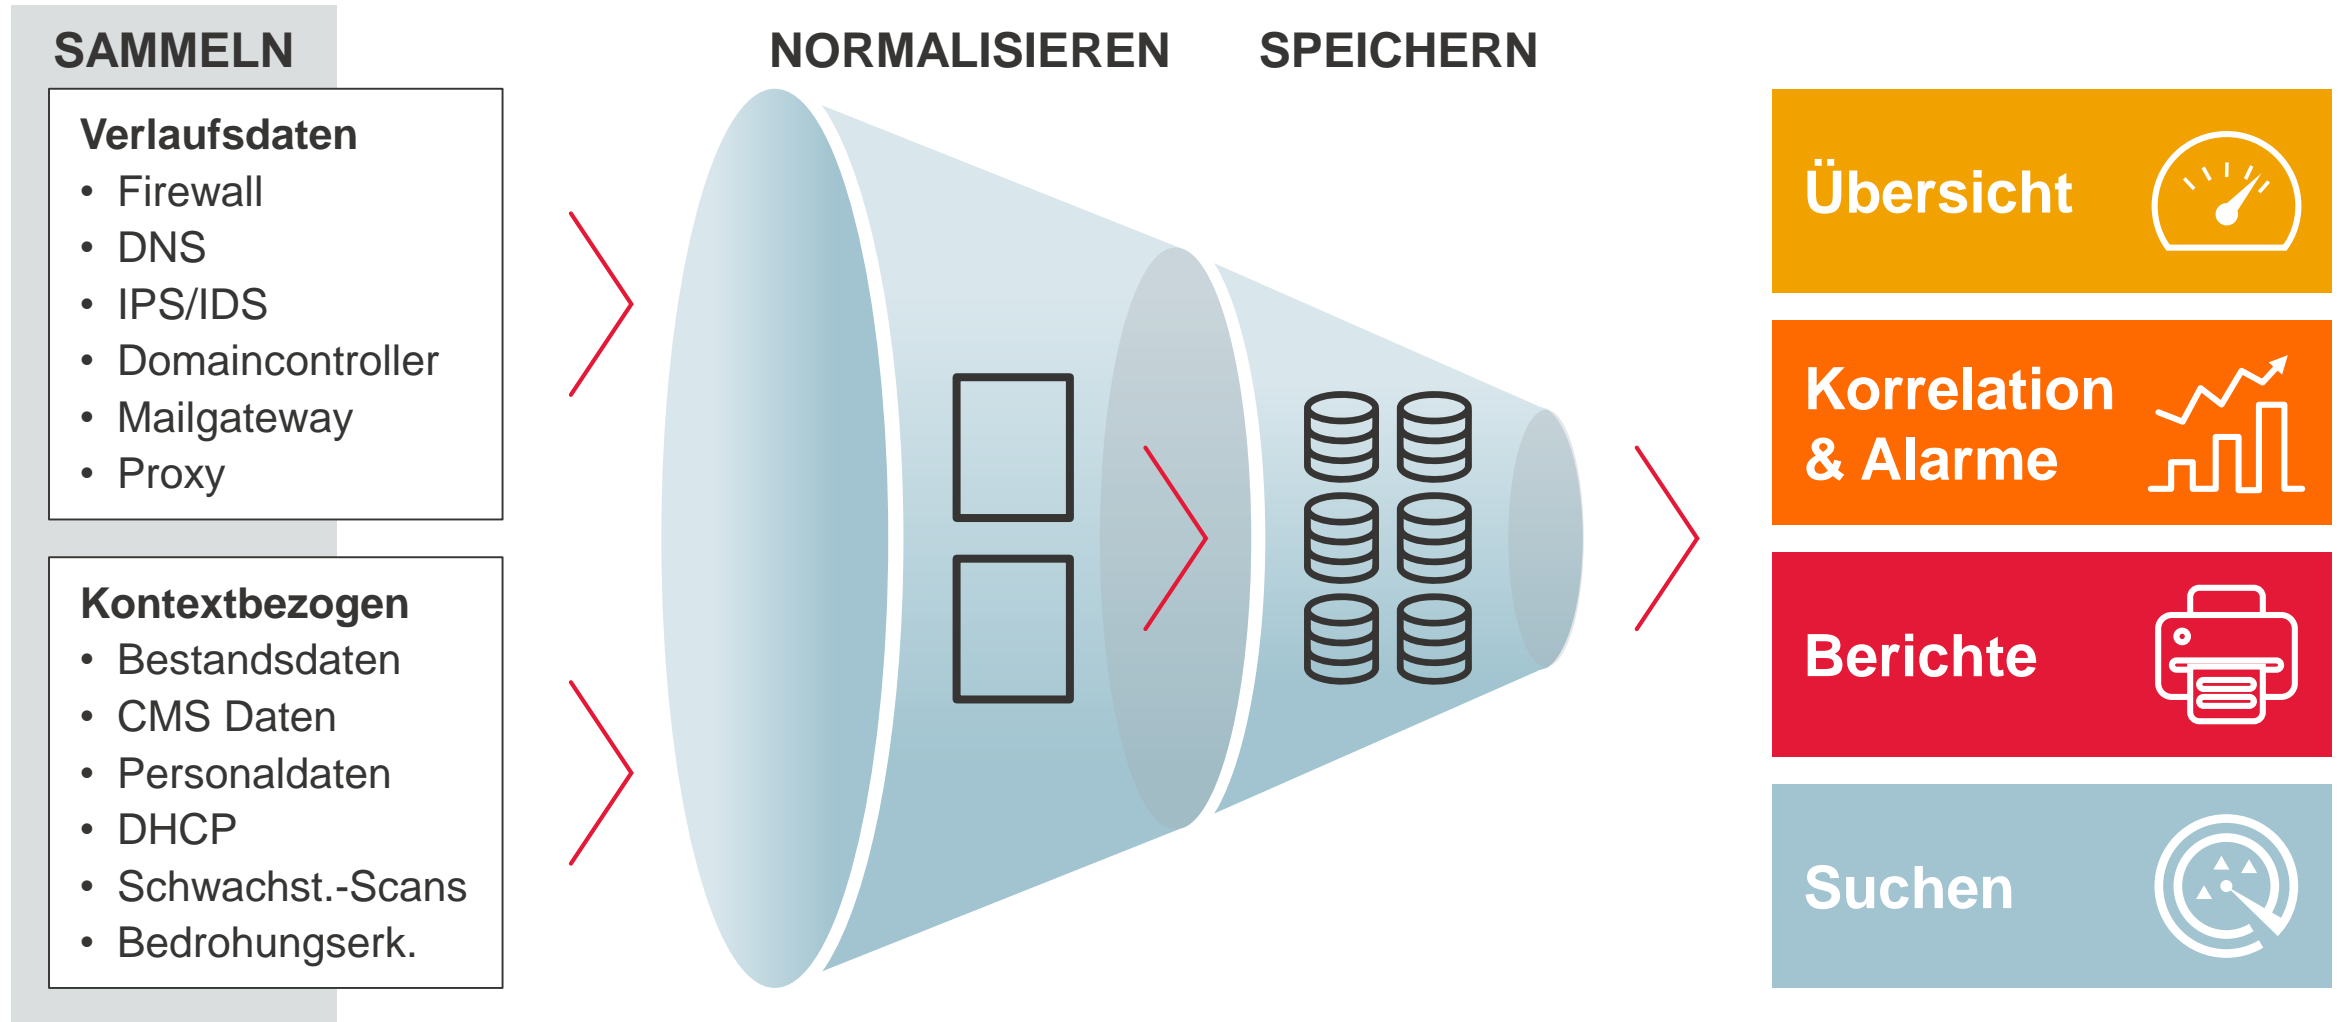 SAMMELN
Verlaufsdaten
• Firewall
• DNS
• IPS/IDS
• Domaincontroller
• Mailgateway
• Proxy
Kontextbezogen
• Bestandsdaten
• CMS Daten
• Personaldaten
• DHCP
• Schwachst.-Scans
• Bedrohungserk.
NORMALISIEREN
SPEICHERN
Übersicht
Korrelation
& Alarme
Berichte
Suchen